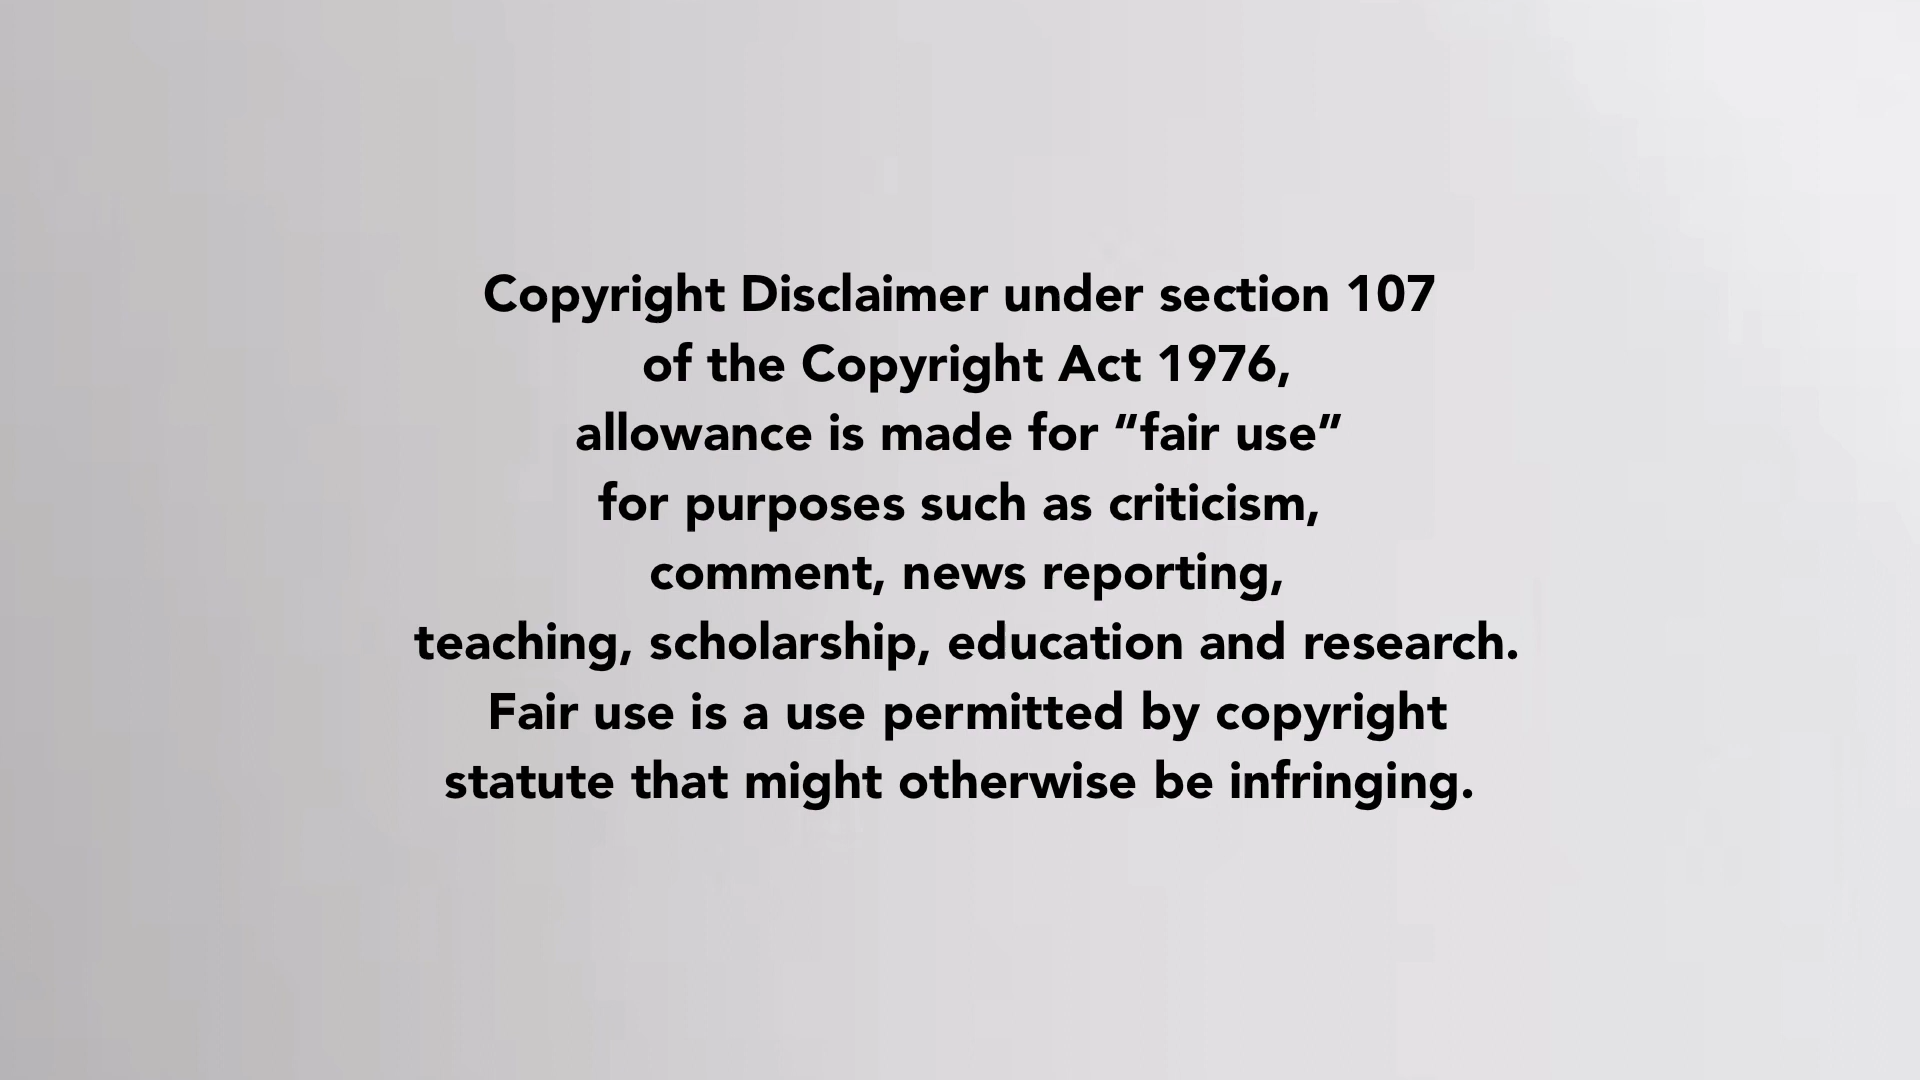 Copyright Disclaimer under section 107
of the Copyright Act 1976,
allowance is made for “fair use”
for purposes such as criticism,
comment, news reporting,
teaching, scholarship, education and research.
Fair use is a use permitted by copyright
statute that might otherwise be infringing.